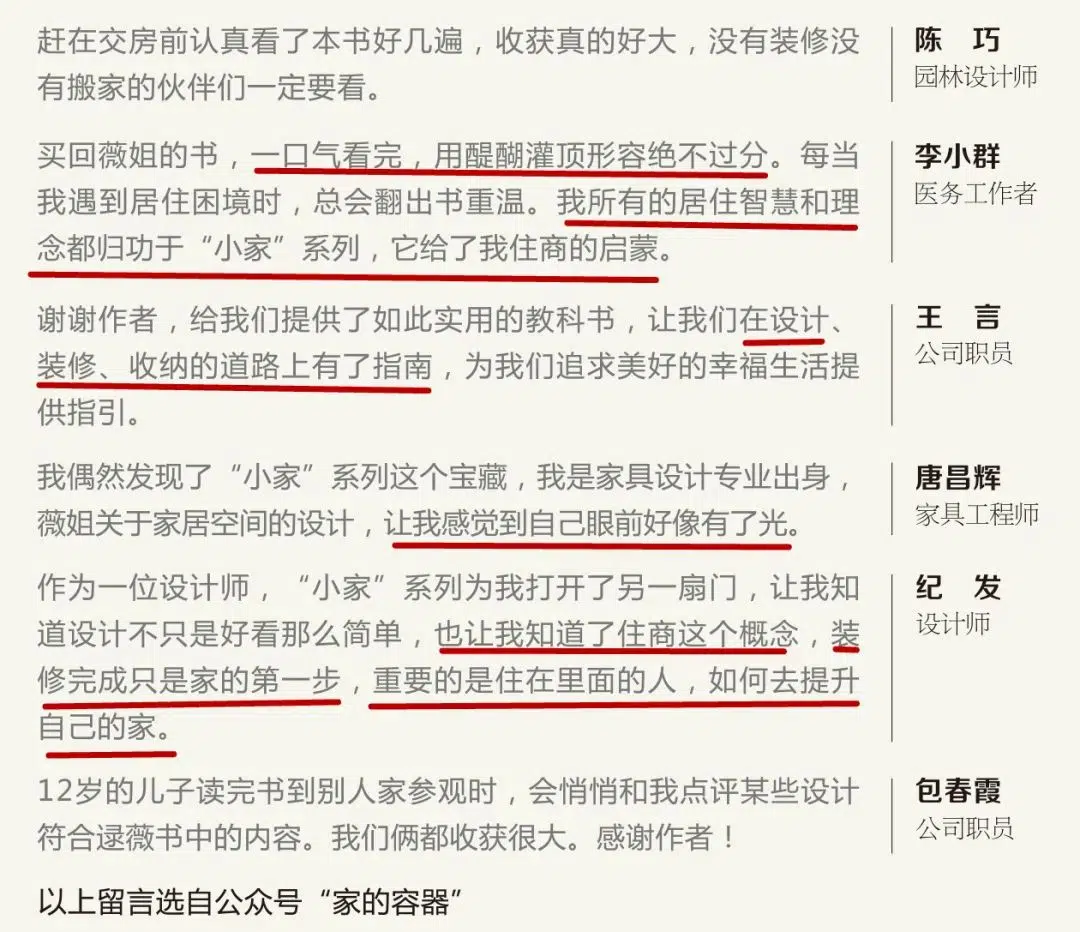 赶在交房前认真看了本书好几遍，收获真的好大，没有装修没
有搬家的伙伴们一定要看。
陈 巧
园林设计师
买回薇姐的书，一口气看完，用醍醐灌顶形容绝不过分。每当
我遇到居住困境时，总会翻出书重温。我所有的居住智慧和理
念都归功于“小家”系列，它给了我住商的启蒙。
李小群
医务工作者
谢谢作者，给我们提供了如此实用的教科书，让我们在设计、
装修、收纳的道路上有了指南，为我们追求美好的幸福生活提
供指引。
王 言
公司职员
我偶然发现了“小家”系列这个宝藏，我是家具设计专业出身，
薇姐关于家居空间的设计，让我感觉到自己眼前好像有了光。
唐昌辉
家具工程师
作为一位设计师，“小家”系列为我打开了另一扇门，让我知
道设计不只是好看那么简单，也让我知道了住商这个概念，装
修完成只是家的第一步，重要的是住在里面的人，如何去提升
自己的家。
纪 发
设计师
12岁的儿子读完书到别人家参观时，会悄悄和我点评某些设计
符合逯薇书中的内容。我们俩都收获很大。感谢作者！
包春霞
公司职员
以上留言选自公众号“家的容器”